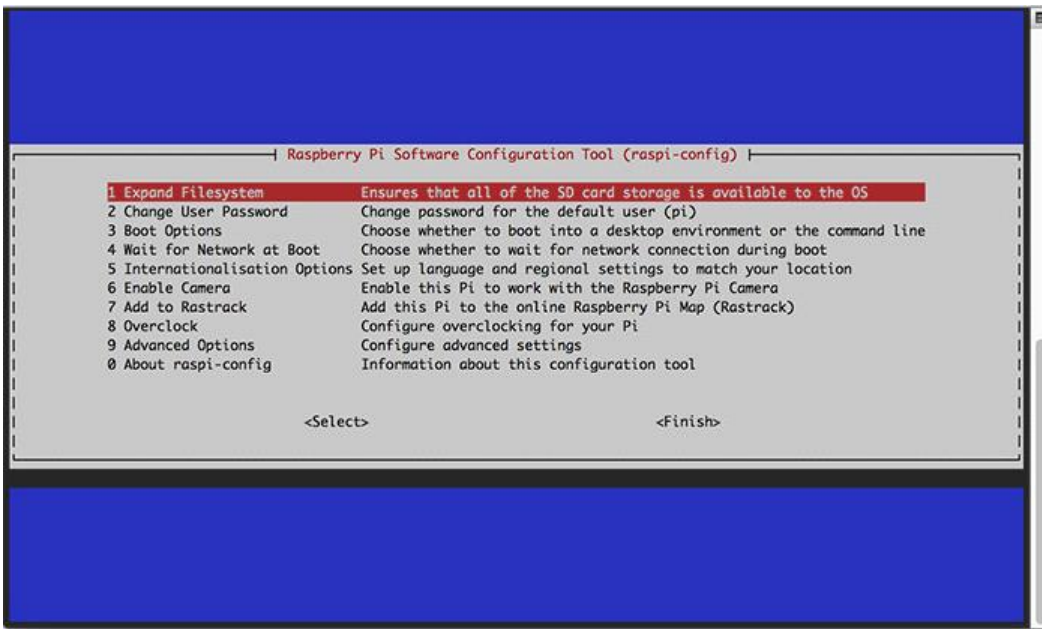 Raspberry Pi Software Configuration Tool (raspi-config)
1 Expand Filesystem Ensures that all of the SD card storage is available to the OS
2 Change User Password Change password for the default user (pi)
3 Boot Options Choose whether to boot into a desktop environment or the command line
4 Wait for Network at Boot Choose whether to wait for network connection during boot
5 Internationalisation Options Set up language and regional settings to match your location
6 Enable Camera Enable this Pi to work with the Raspberry Pi Camera
7 Add to Rastrack Add this Pi to the online Raspberry Pi Map (Rastrack)
8 Overclock Configure overclocking for your Pi
9 Advanced Options Configure advanced settings
0 About raspi-config Information about this configuration tool
<Select> <Finish>